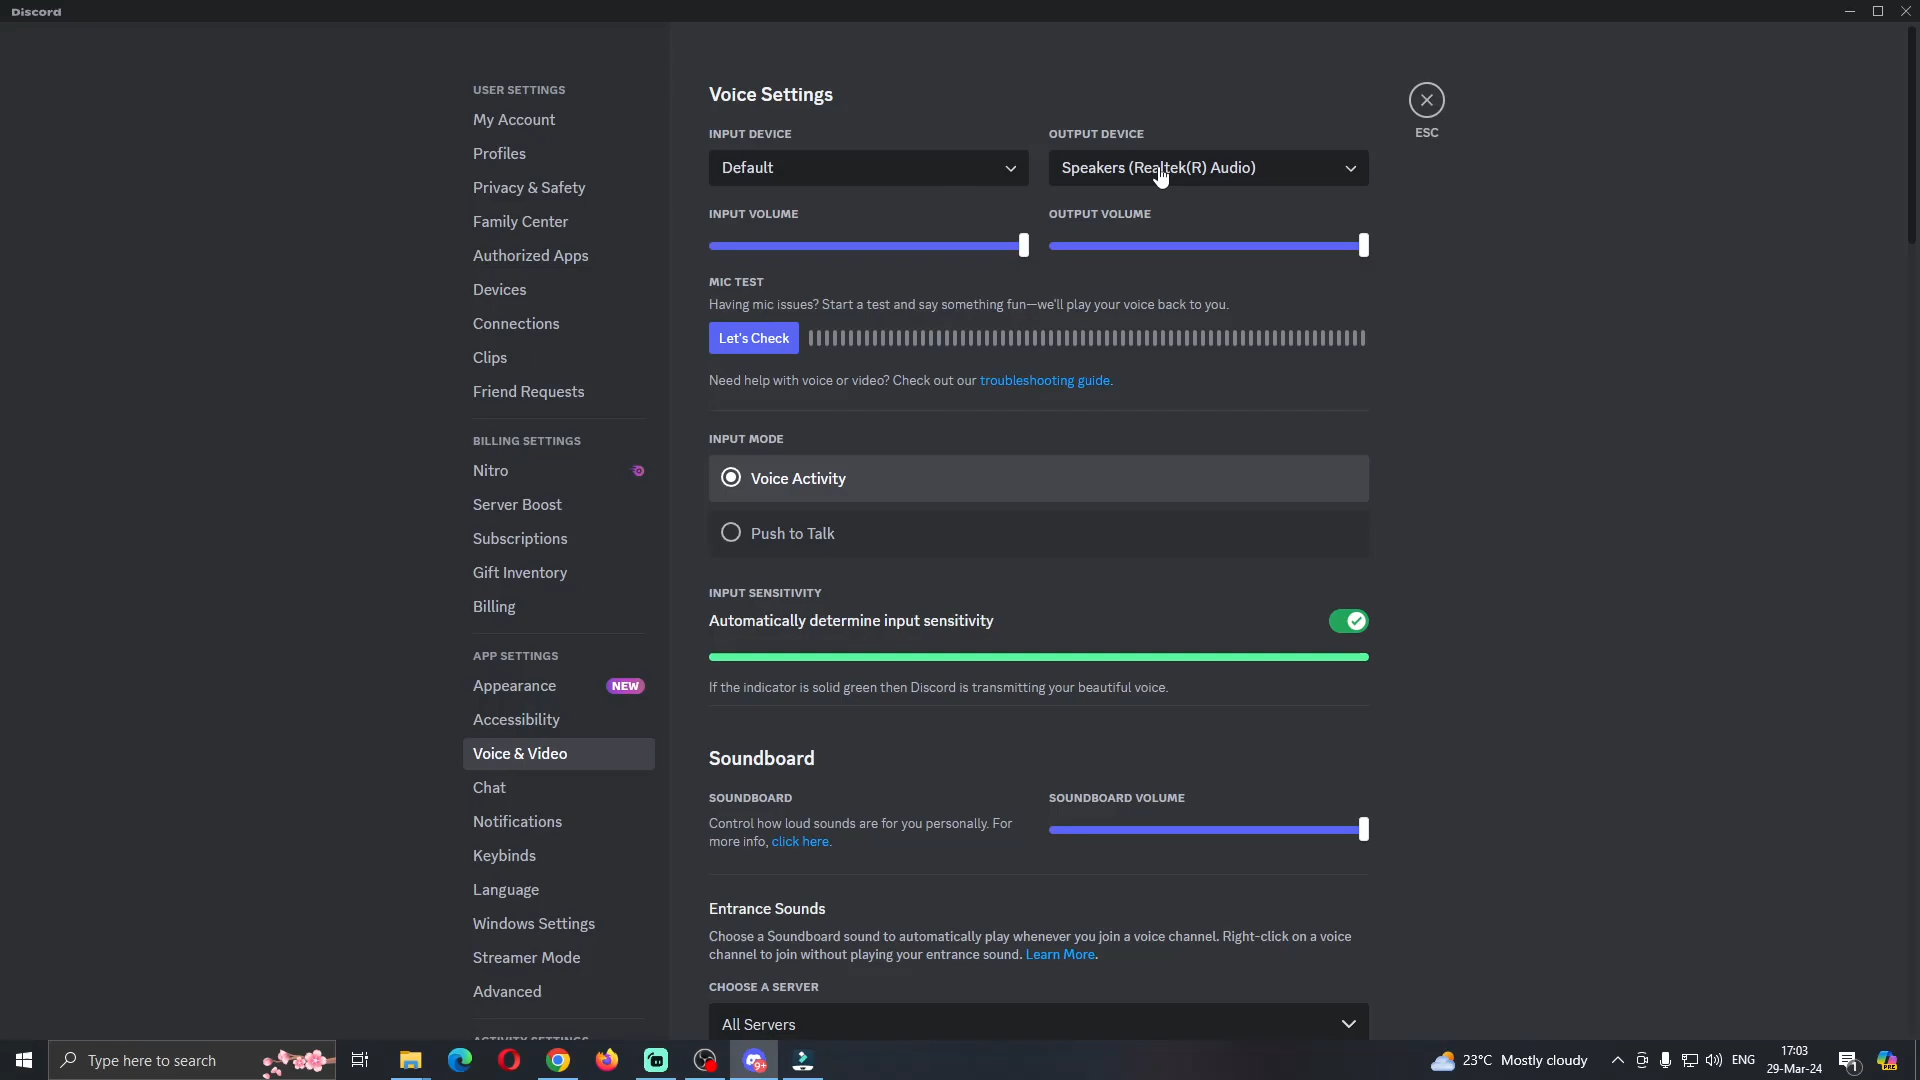 Discord
USER SETTINGS
My Account
Profiles
Privacy & Safety
Family Center
Authorized Apps
Devices
Connections
Clips
Friend Requests
BILLING SETTINGS
Nitro
Server Boost
Subscriptions
Gift Inventory
Billing
APP SETTINGS
Appearance NEW
Accessibility
Voice & Video
Chat
Notifications
Keybinds
Language
Windows Settings
Streamer Mode
Advanced
ACTIVITY SETTINGS
Voice Settings
ESC
INPUT DEVICE OUTPUT DEVICE
Default Speakers (Realtek(R) Audio)
INPUT VOLUME OUTPUT VOLUME
MIC TEST
Having mic issues? Start a test and say something fun—we'll play your voice back to you.
Let's Check
Need help with voice or video? Check out our troubleshooting guide.
INPUT MODE
Voice Activity
Push to Talk
INPUT SENSITIVITY
Automatically determine input sensitivity
If the indicator is solid green then Discord is transmitting your beautiful voice.
Soundboard
SOUNDBOARD
Control how loud sounds are for you personally. For
more info, click here.
SOUNDBOARD VOLUME
Entrance Sounds
Choose a Soundboard sound to automatically play whenever you join a voice channel. Right-click on a voice
channel to join without playing your entrance sound. Learn More.
CHOOSE A SERVER
All Servers
Type here to search
9+
23°C Mostly cloudy
ENG
17:03
29-Mar-24
1
PRE